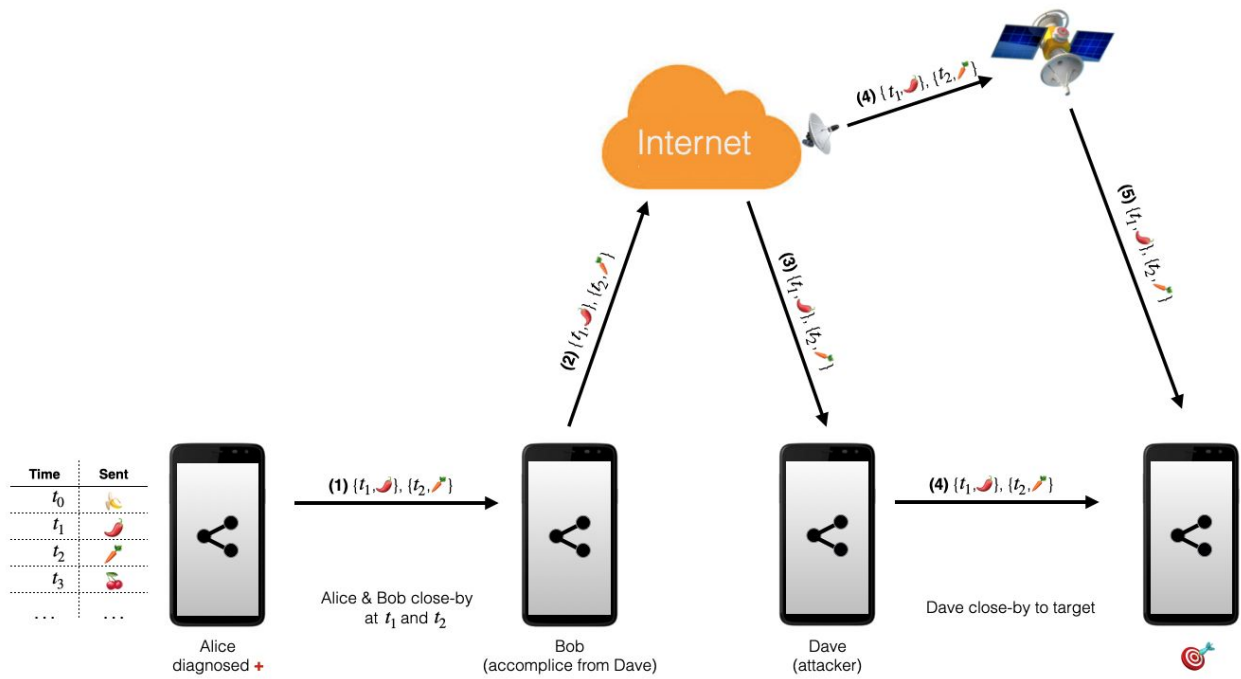 Internet
(4) {t₁,🌶️}, {t₂,🥕}
(5) {t₁,🌶️}, {t₂,🥕}
(2) {t₁,🌶️}, {t₂,🥕}
(3) {t₁,🌶️}, {t₂,🥕}
Time Sent
t₀ 🍌
t₁ 🌶️
t₂ 🥕
t₃ 🍒
... ...
(1) {t₁,🌶️}, {t₂,🥕}
(4) {t₁,🌶️}, {t₂,🥕}
Alice & Bob close-by
at t₁ and t₂
Dave close-by to target
Alice
diagnosed +
Bob
(accomplice from Dave)
Dave
(attacker)